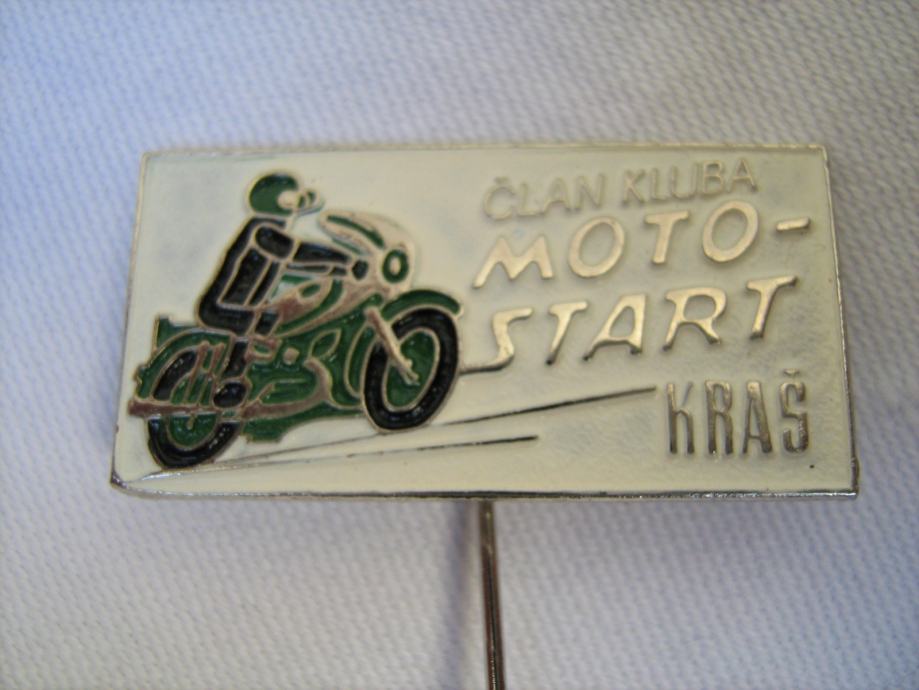 ČLAN KLUBA
MOTO-
START
KRAŠ